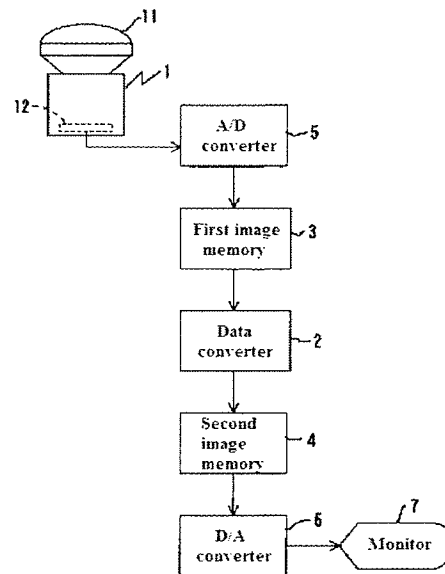 11
1
12
A/D
converter
5
First image
memory
3
Data
converter
2
Second
image
memory
4
D/A
converter
6
7
Monitor